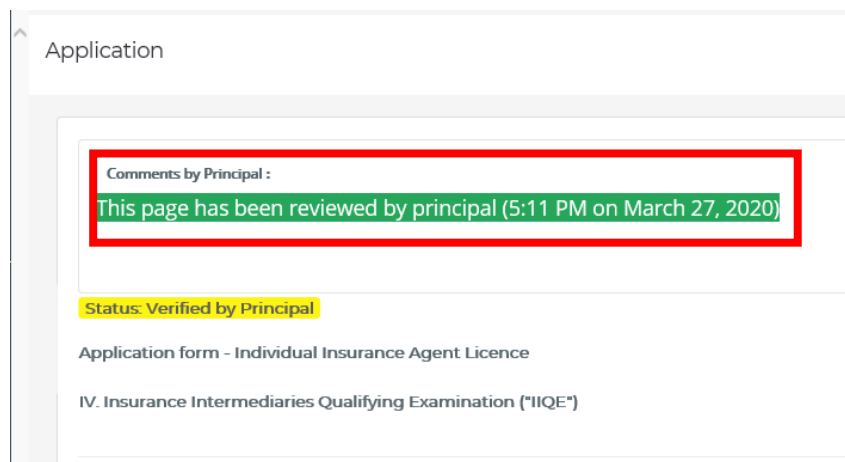 Application
Comments by Principal :
This page has been reviewed by principal (5:11 PM on March 27, 2020)
Status: Verified by Principal
Application form - Individual Insurance Agent Licence
IV. Insurance Intermediaries Qualifying Examination ("IIQE")